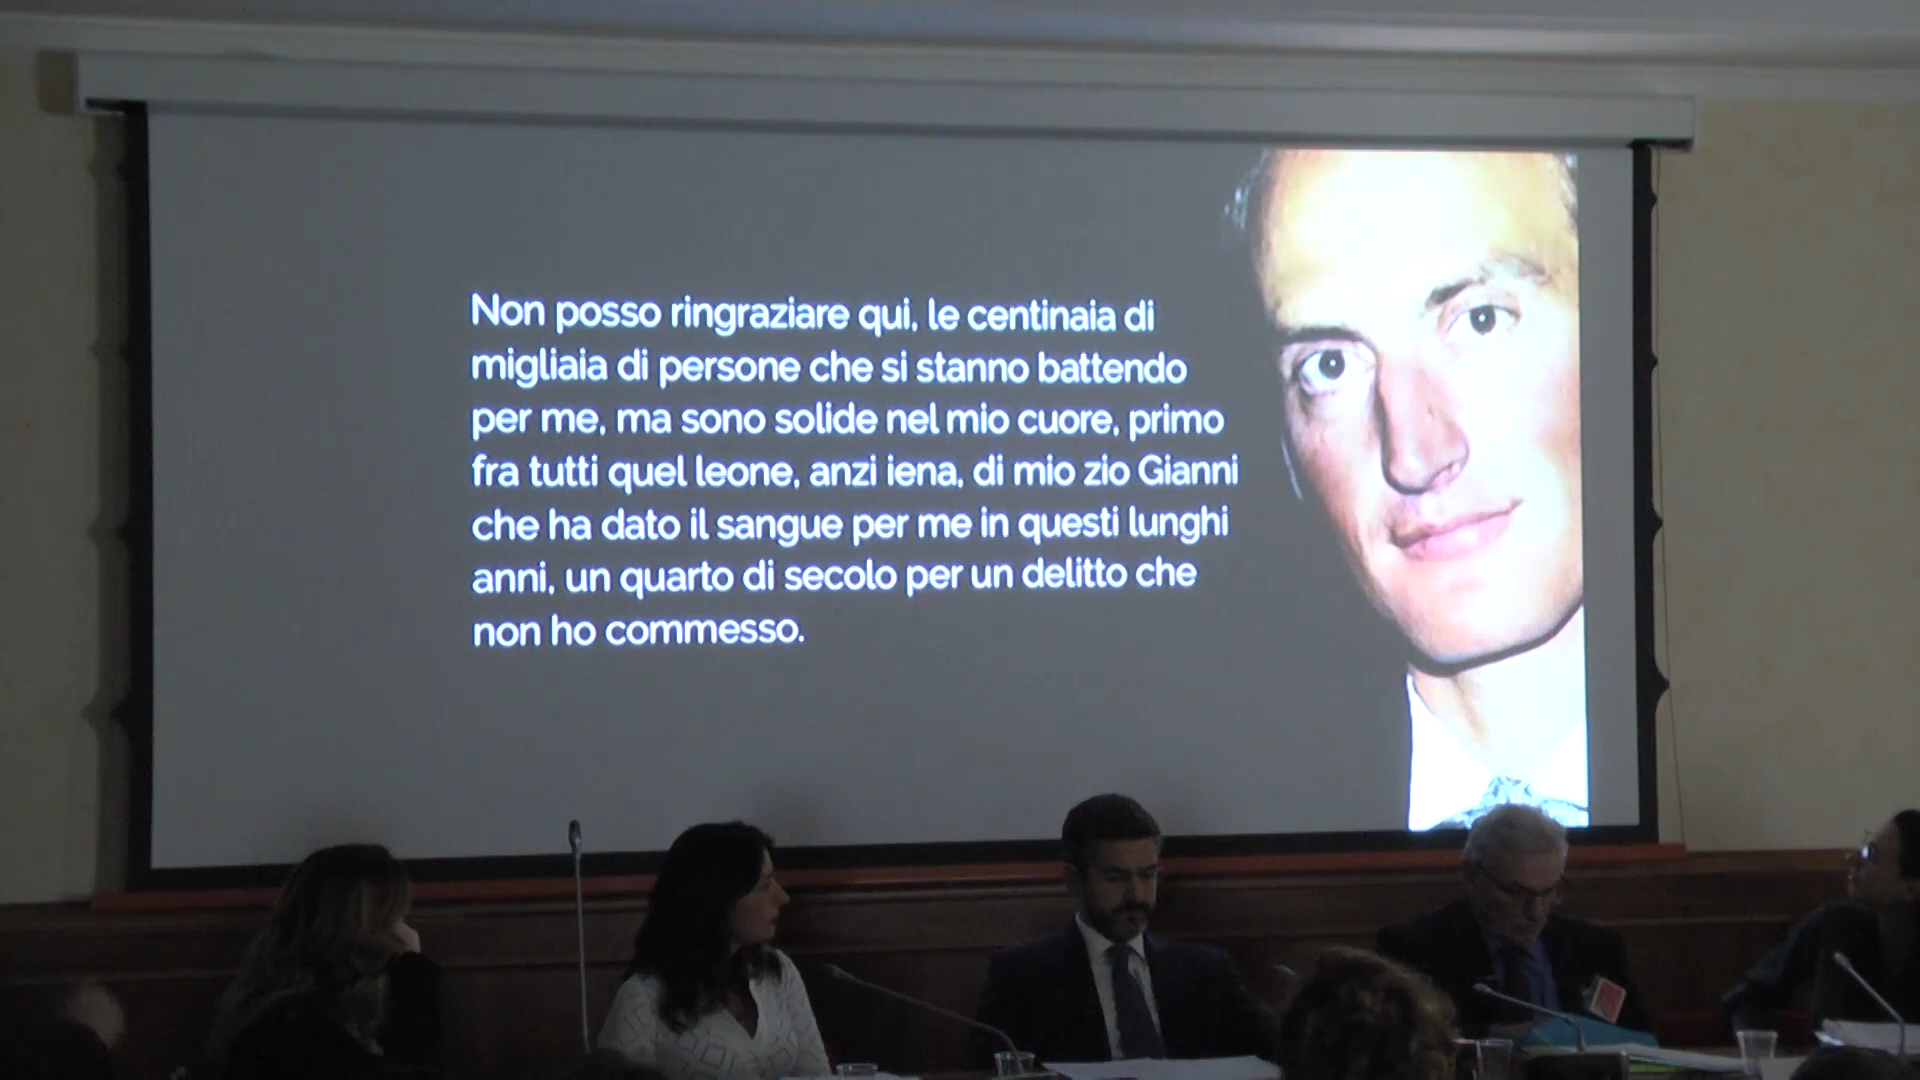 Non posso ringraziare qui, le centinaia di
migliaia di persone che si stanno battendo
per me, ma sono solide nel mio cuore, primo
fra tutti quel leone, anzi iena, di mio zio Gianni
che ha dato il sangue per me in questi lunghi
anni, un quarto di secolo per un delitto che
non ho commesso.